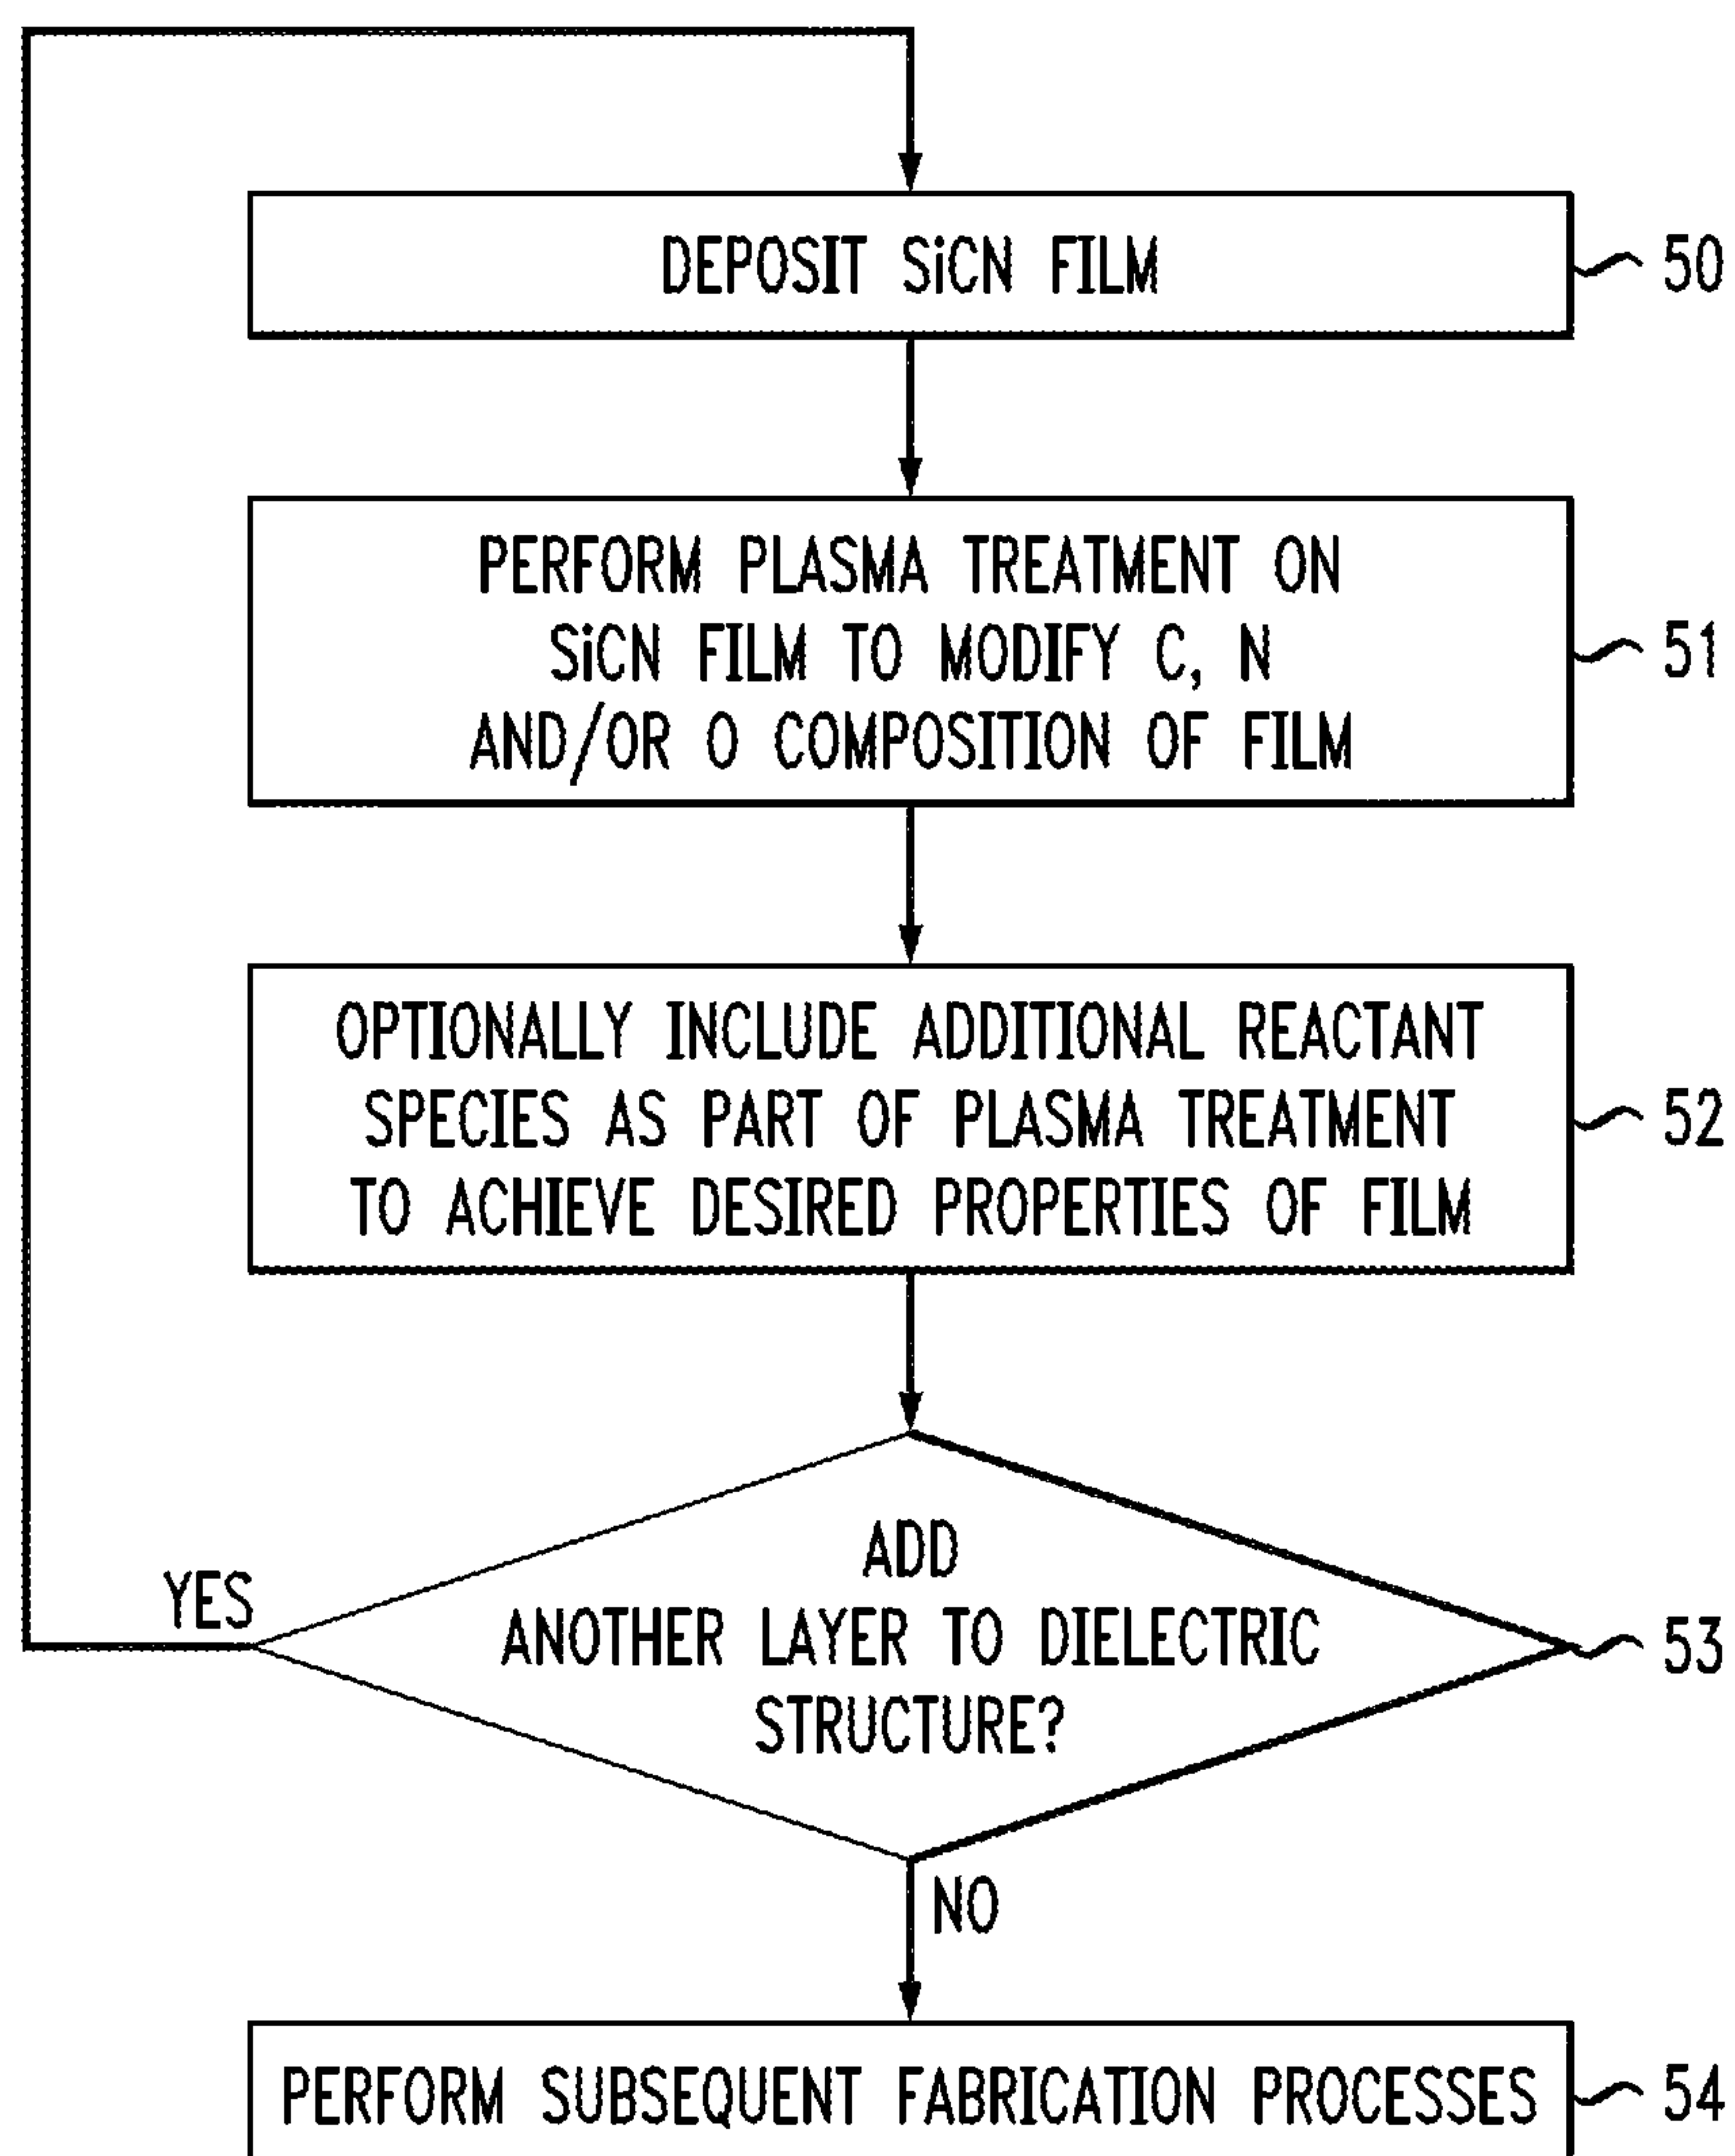 DEPOSIT SiCN FILM
50
PERFORM PLASMA TREATMENT ON
SiCN FILM TO MODIFY C, N
AND/OR O COMPOSITION OF FILM
51
OPTIONALLY INCLUDE ADDITIONAL REACTANT
SPECIES AS PART OF PLASMA TREATMENT
TO ACHIEVE DESIRED PROPERTIES OF FILM
52
ADD
ANOTHER LAYER TO DIELECTRIC
STRUCTURE?
53
YES
NO
PERFORM SUBSEQUENT FABRICATION PROCESSES
54